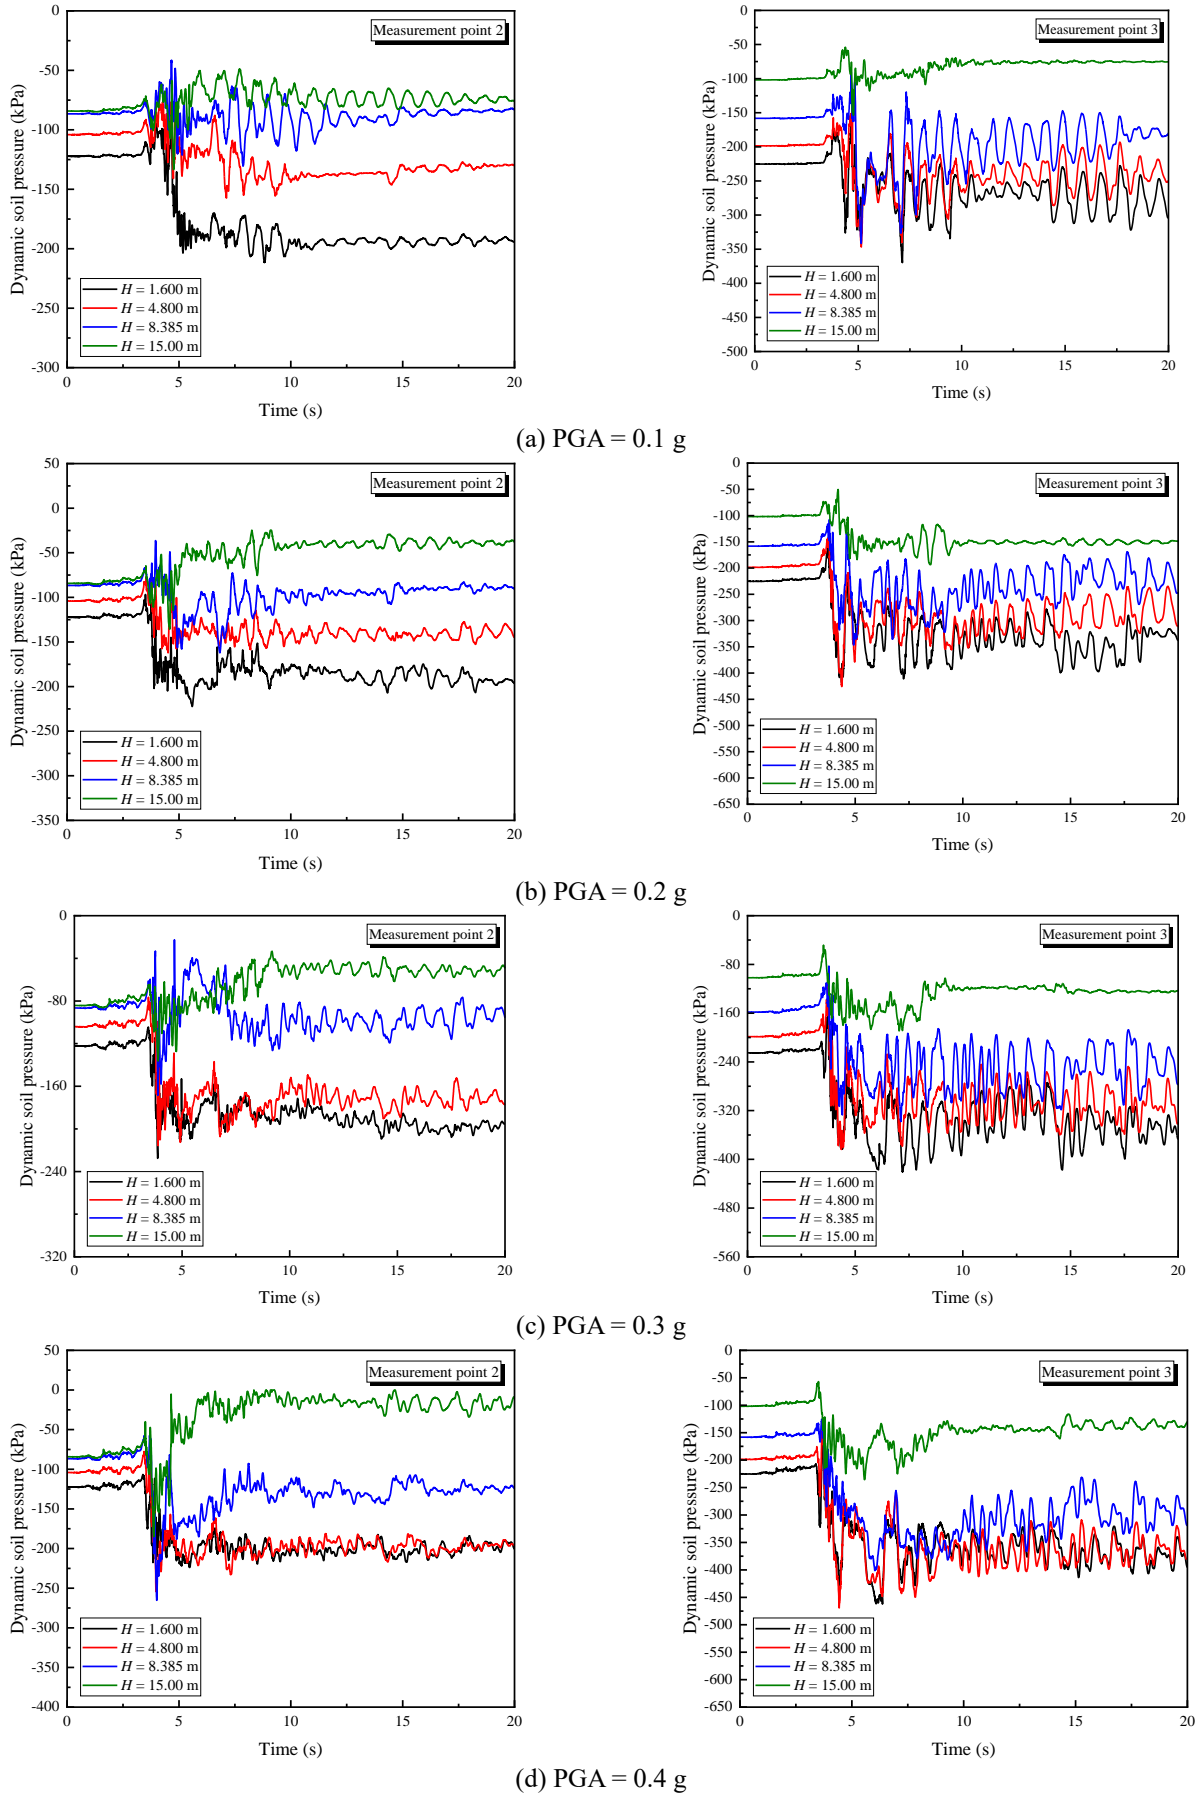 Measurement point 2
Dynamic soil pressure (kPa)
0
-50
-100
-150
-200
-250
-300
H = 1.600 m
H = 4.800 m
H = 8.385 m
H = 15.00 m
0 5 10 15 20
Time (s)
Measurement point 3
Dynamic soil pressure (kPa)
0
-50
-100
-150
-200
-250
-300
-350
-400
-450
-500
H = 1.600 m
H = 4.800 m
H = 8.385 m
H = 15.00 m
0 5 10 15 20
Time (s)
(a) PGA = 0.1 g
Measurement point 2
Dynamic soil pressure (kPa)
50
0
-50
-100
-150
-200
-250
-300
-350
H = 1.600 m
H = 4.800 m
H = 8.385 m
H = 15.00 m
0 5 10 15 20
Time (s)
Measurement point 3
Dynamic soil pressure (kPa)
0
-50
-100
-150
-200
-250
-300
-350
-400
-450
-500
-550
-600
-650
H = 1.600 m
H = 4.800 m
H = 8.385 m
H = 15.00 m
0 5 10 15 20
Time (s)
(b) PGA = 0.2 g
Measurement point 2
Dynamic soil pressure (kPa)
0
-80
-160
-240
-320
H = 1.600 m
H = 4.800 m
H = 8.385 m
H = 15.00 m
0 5 10 15 20
Time (s)
Measurement point 3
Dynamic soil pressure (kPa)
0
-80
-160
-240
-320
-400
-480
-560
H = 1.600 m
H = 4.800 m
H = 8.385 m
H = 15.00 m
0 5 10 15 20
Time (s)
(c) PGA = 0.3 g
Measurement point 2
Dynamic soil pressure (kPa)
50
0
-50
-100
-150
-200
-250
-300
-350
-400
H = 1.600 m
H = 4.800 m
H = 8.385 m
H = 15.00 m
0 5 10 15 20
Time (s)
Measurement point 3
Dynamic soil pressure (kPa)
0
-50
-100
-150
-200
-250
-300
-350
-400
-450
-500
-550
-600
-650
H = 1.600 m
H = 4.800 m
H = 8.385 m
H = 15.00 m
0 5 10 15 20
Time (s)
(d) PGA = 0.4 g